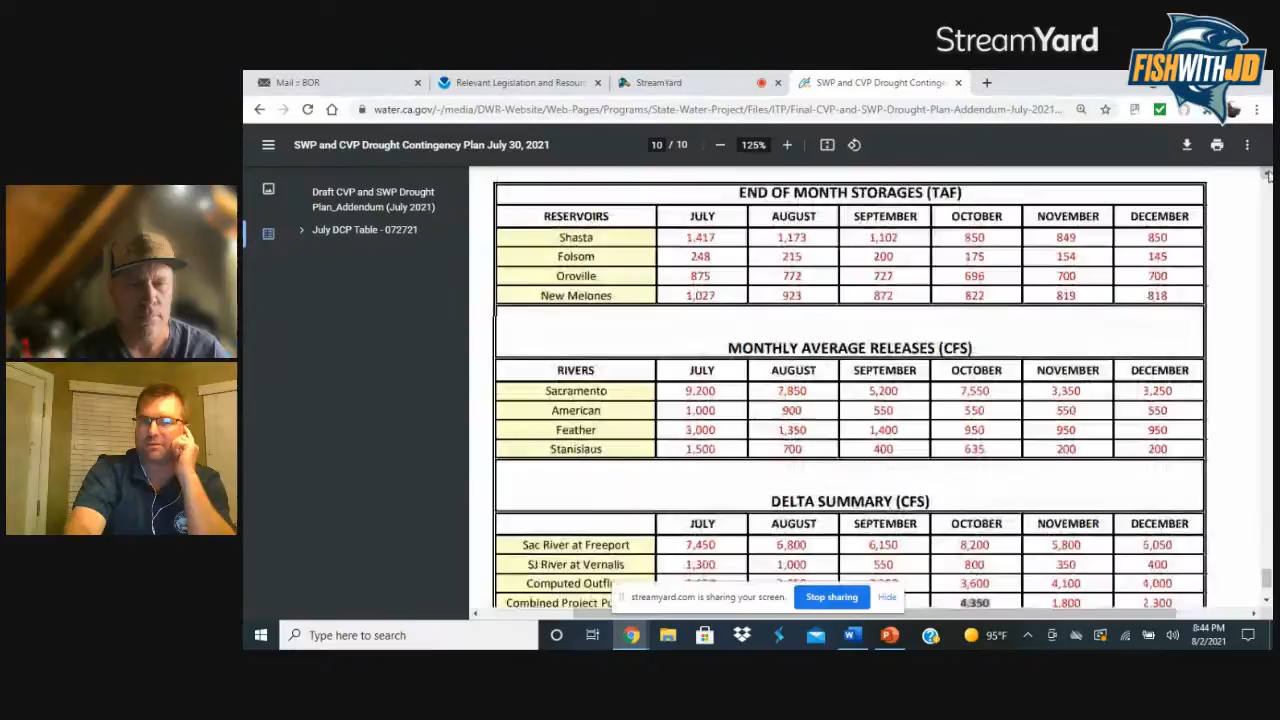 StreamYard
FISHWITHJD
Mail :: BOR
Relevant Legislation and Resour
StreamYard
SWP and CVP Drought Continge
water.ca.gov/-/media/DWR-Website/Web-Pages/Programs/State-Water-Project/Files/ITP/Final-CVP-and-SWP-Drought-Plan-Addendum-July-2021...
SWP and CVP Drought Contingency Plan July 30, 2021
10 / 10
125%
Draft CVP and SWP Drought
Plan_Addendum (July 2021)
July DCP Table - 072721
END OF MONTH STORAGES (TAF)
RESERVOIRS JULY AUGUST SEPTEMBER OCTOBER NOVEMBER DECEMBER
Shasta 1,417 1,173 1,102 850 849 850
Folsom 248 215 200 175 154 145
Oroville 875 772 727 696 700 700
New Melones 1,027 923 872 822 819 818
MONTHLY AVERAGE RELEASES (CFS)
RIVERS JULY AUGUST SEPTEMBER OCTOBER NOVEMBER DECEMBER
Sacramento 9,200 7,850 5,200 7,550 3,350 3,250
American 1,000 900 550 550 550 550
Feather 3,000 1,350 1,400 950 950 950
Stanislaus 1,500 700 400 635 200 200
DELTA SUMMARY (CFS)
JULY AUGUST SEPTEMBER OCTOBER NOVEMBER DECEMBER
Sac River at Freeport 7,450 6,800 6,150 8,200 5,800 6,050
SJ River at Vernalis 1,300 1,000 550 800 350 400
Computed 3,600 4,100 4,000
Combined Project 4,350 1,800 2,300
streamyard.com is sharing your screen.
Stop sharing
Hide
Type here to search
95°F
8:44 PM
8/2/2021